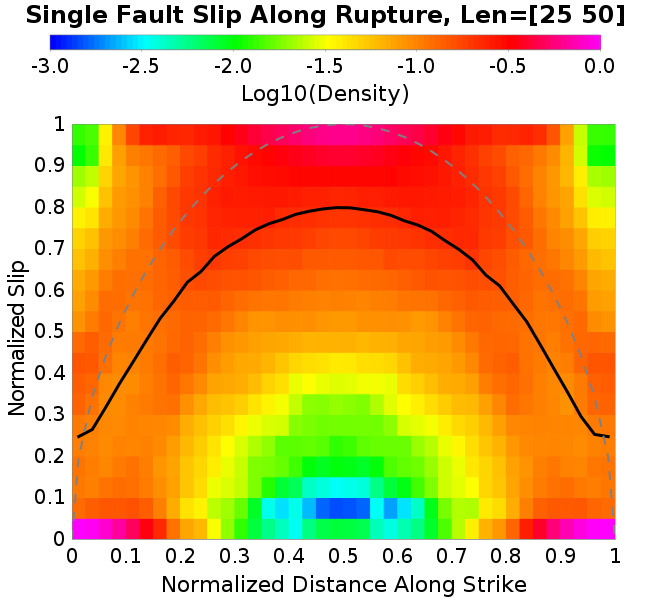 Single Fault Slip Along Rupture, Len=[25 50]
-3.0 -2.5 -2.0 -1.5 -1.0 -0.5 0.0
Log10(Density)
1
0.9
0.8
0.7
0.6
0.5
0.4
0.3
0.2
0.1
0
Normalized Slip
0 0.1 0.2 0.3 0.4 0.5 0.6 0.7 0.8 0.9 1
Normalized Distance Along Strike